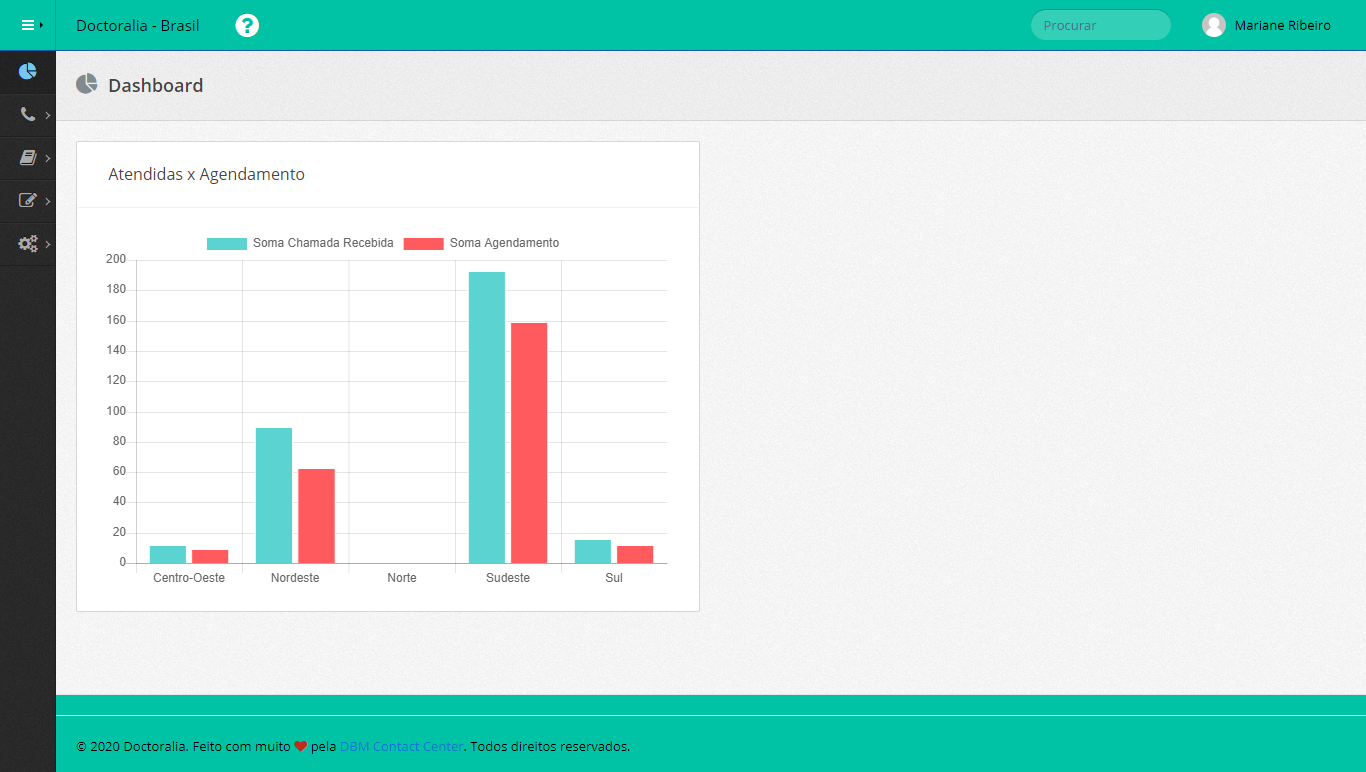 Doctoralia - Brasil
?
Procurar
Mariane Ribeiro
Dashboard
Atendidas x Agendamento
Soma Chamada Recebida Soma Agendamento
200
180
160
140
120
100
80
60
40
20
0
Centro-Oeste Nordeste Norte Sudeste Sul
© 2020 Doctoralia. Feito com muito ❤ pela DBM Contact Center. Todos direitos reservados.